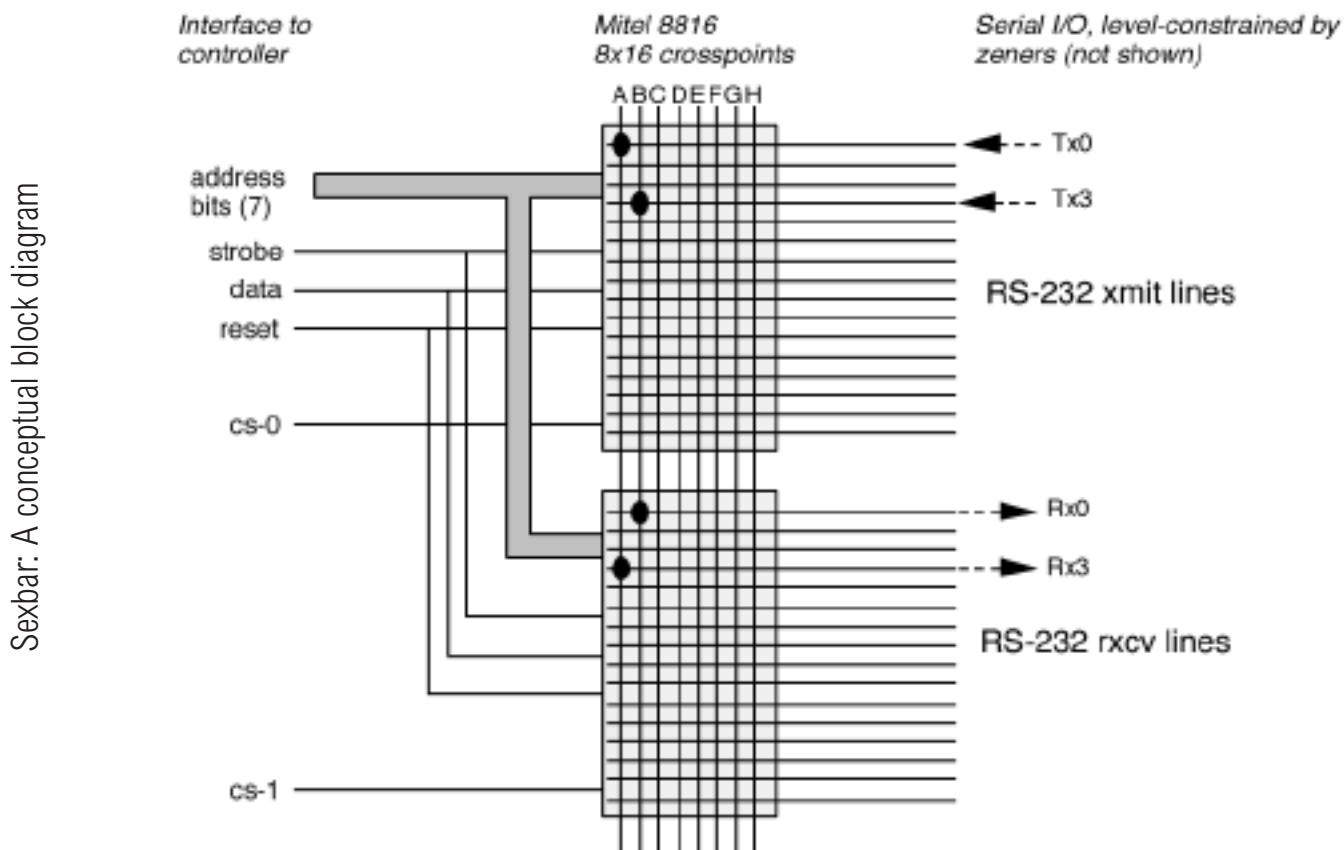 Sexbar: A conceptual block diagram
Interface to
controller
Mitel 8816
8x16 crosspoints
Serial I/O, level-constrained by
zeners (not shown)
A B C D E F G H
address
bits (7)
strobe
data
reset
cs-0
cs-1
Tx0
Tx3
RS-232 xmit lines
Rx0
Rx3
RS-232 rxcv lines